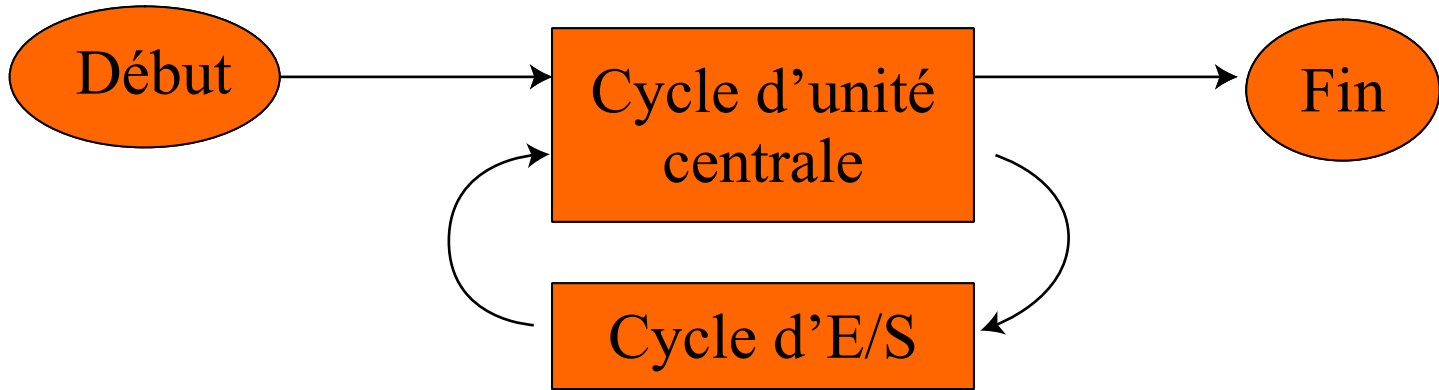 Début
Cycle d’unité
centrale
Fin
Cycle d’E/S